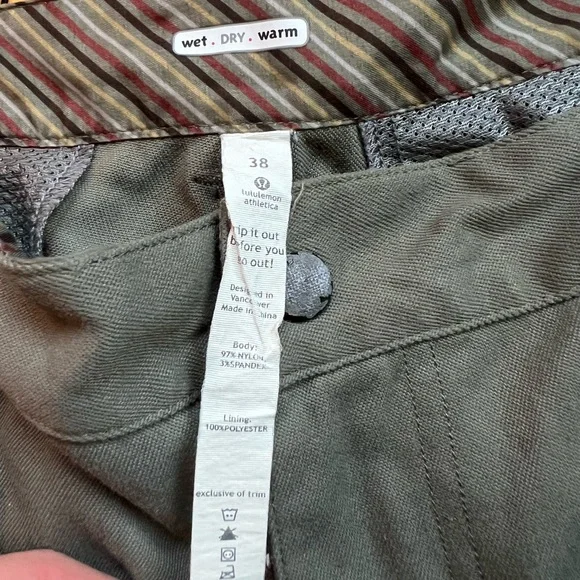 wet . DRY . warm
38
lululemon
athletica
ip it out
before you
go out!
Designed in
Vancouver
Made in China
Body:
97% NYLON
3%SPANDEX
Lining:
100%POLYESTER
exclusive of trim